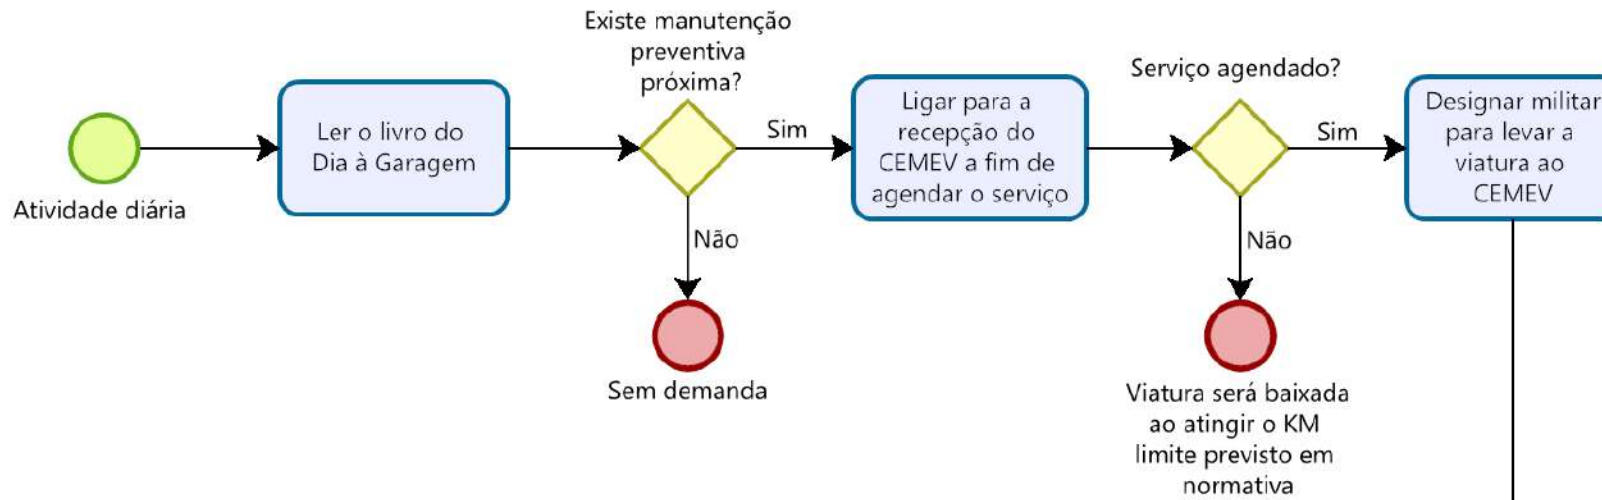 Atividade diária
Ler o livro do
Dia à Garagem
Existe manutenção
preventiva
próxima?
Sim
Não
Sem demanda
Ligar para a
recepção do
CEMEV a fim de
agendar o serviço
Serviço agendado?
Sim
Não
Viatura será baixada
ao atingir o KM
limite previsto em
normativa
Designar militar
para levar a
viatura ao
CEMEV